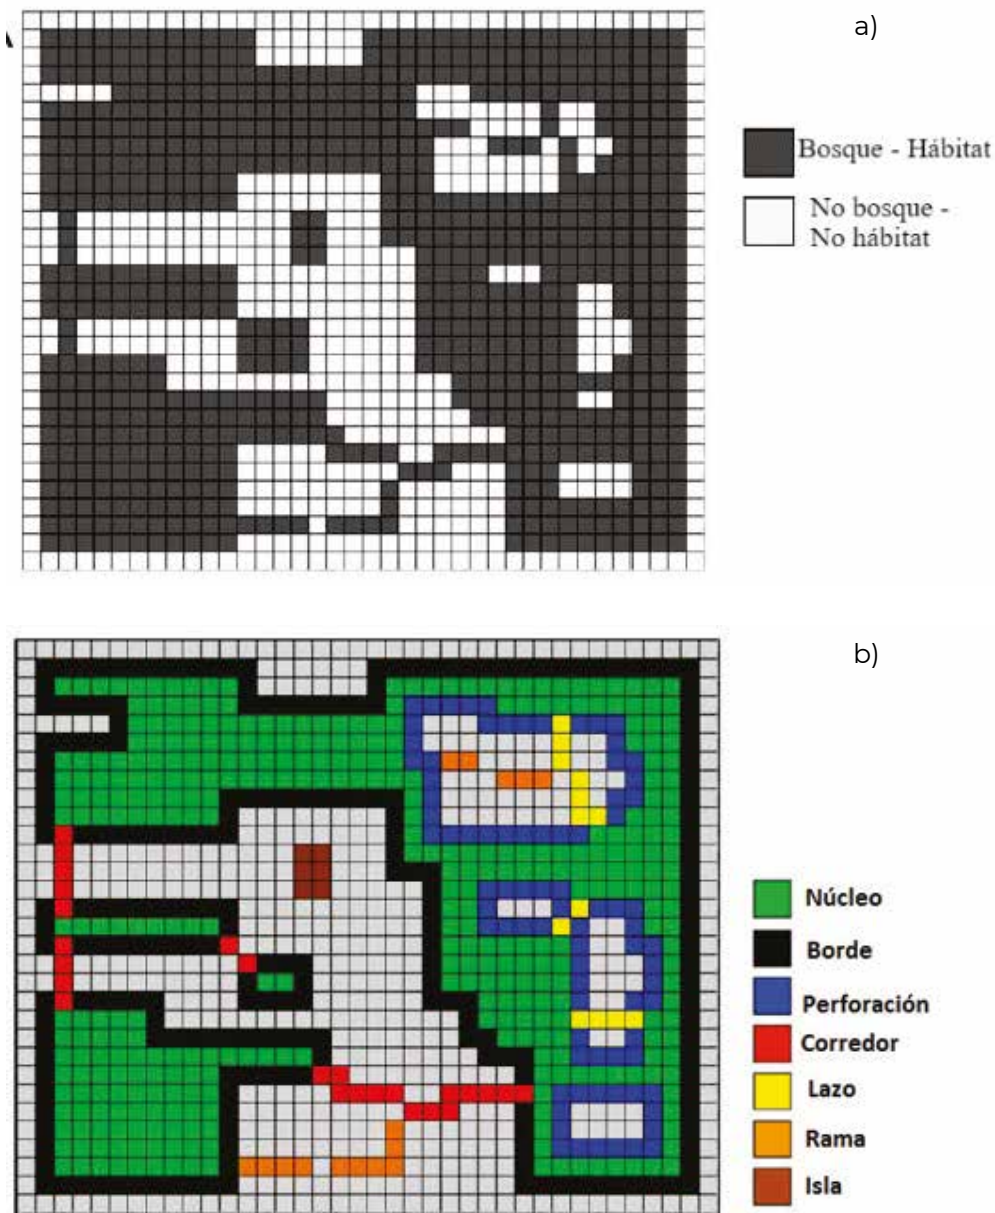 a)
Bosque - Hábitat
No bosque -
No hábitat
b)
Núcleo
Borde
Perforación
Corredor
Lazo
Rama
Isla